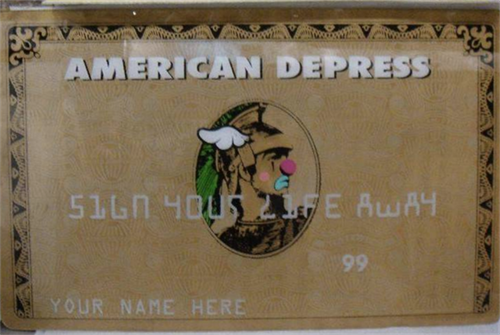 AMERICAN DEPRESS
SIGN YOUR LIFE AWAY
99
YOUR NAME HERE